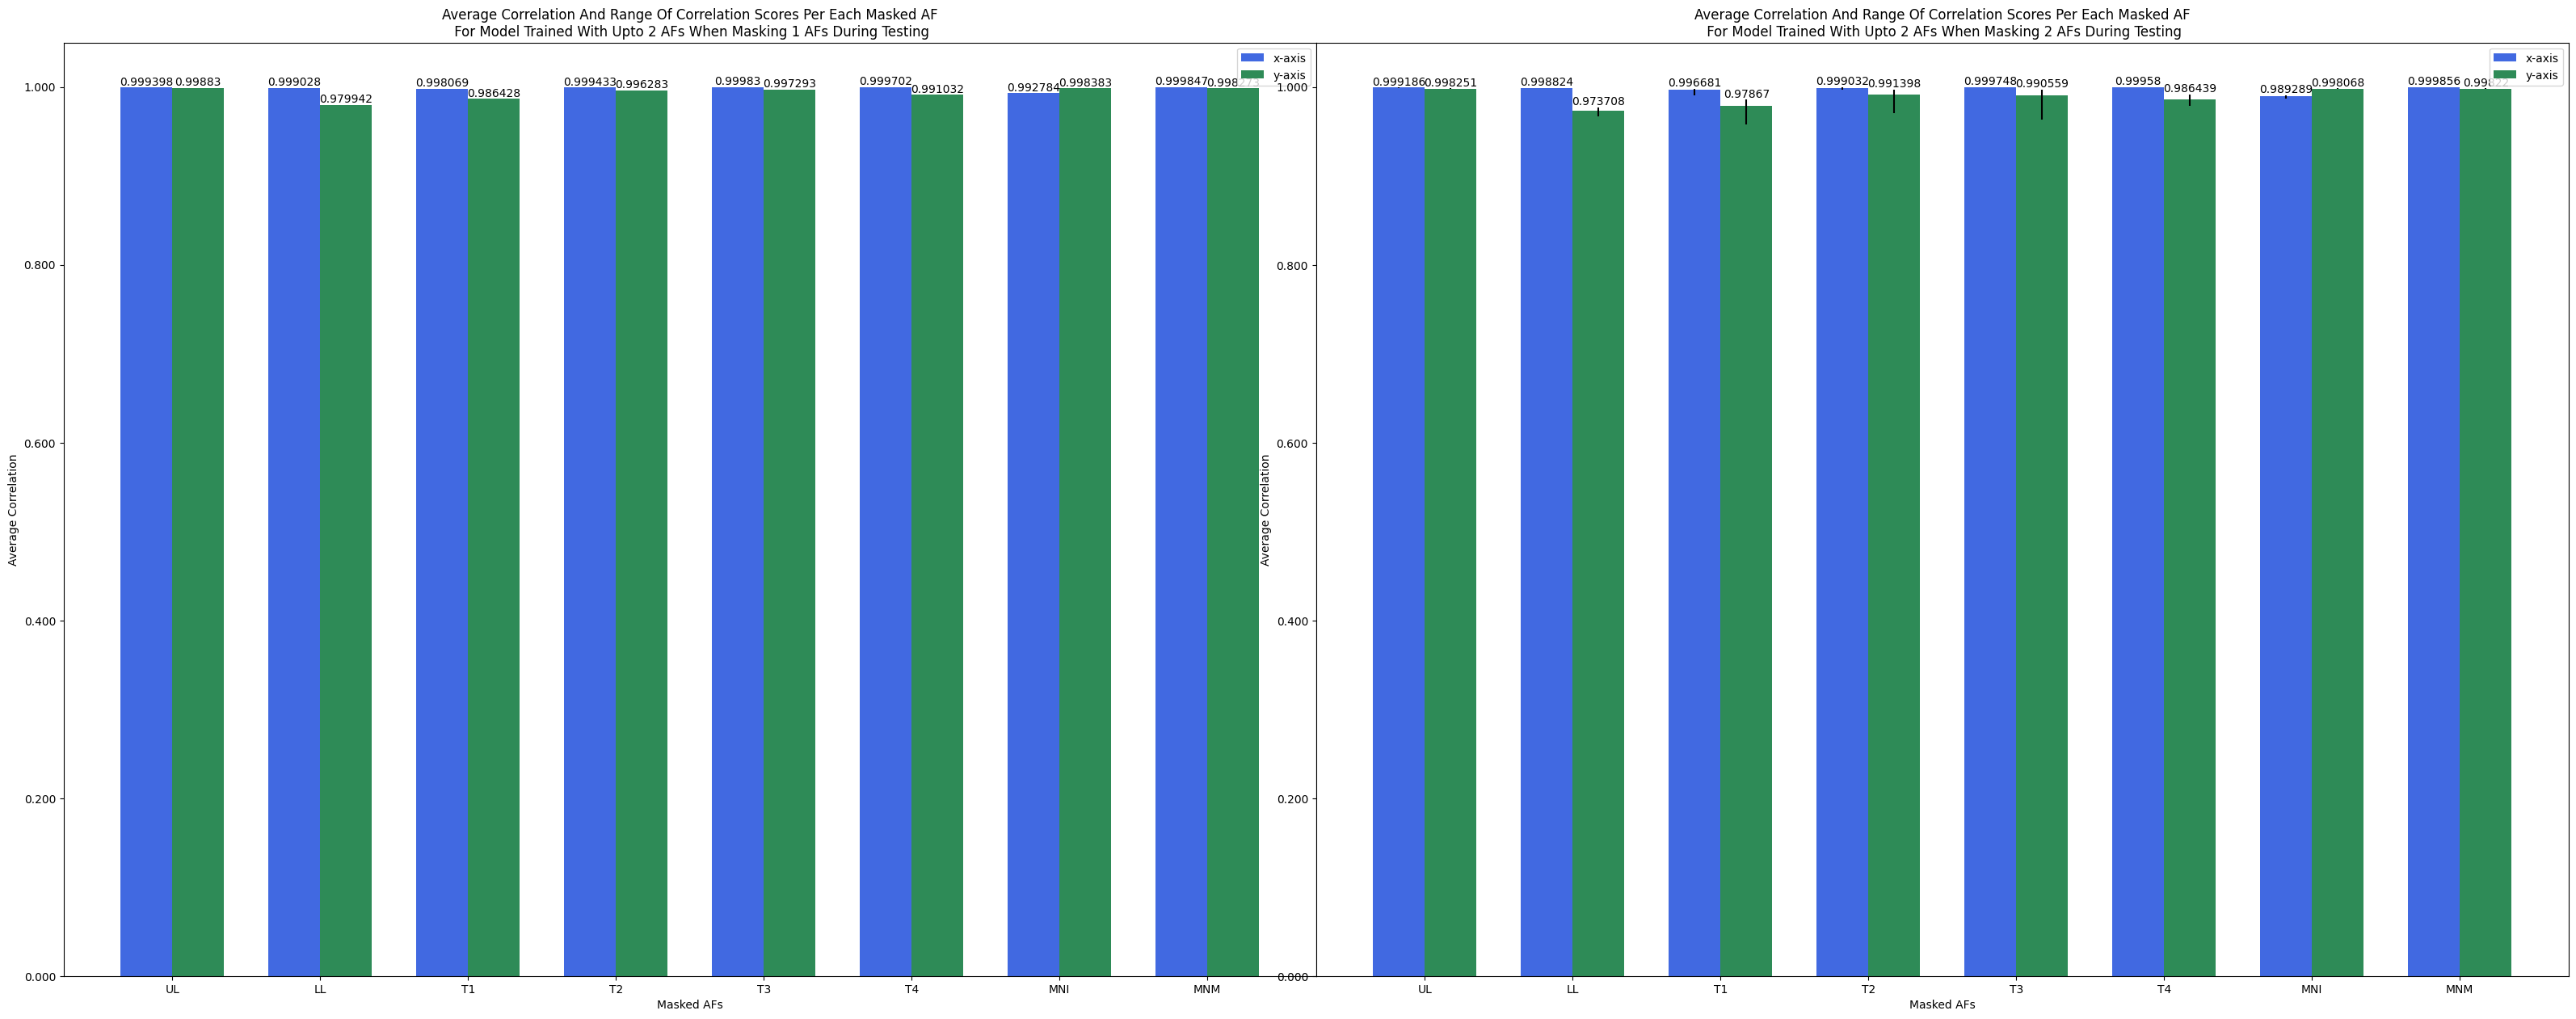 Average Correlation And Range Of Correlation Scores Per Each Masked AF
For Model Trained With Upto 2 AFs When Masking 1 AFs During Testing
x-axis
y-axis
0.999398 0.99883 0.999028 0.979942 0.998069 0.986428 0.999433 0.996283 0.99983 0.997293 0.999702 0.991032 0.992784 0.998383 0.999847
1.000
0.800
0.600
0.400
0.200
0.000
Average Correlation
UL LL T1 T2 T3 T4 MNI MNM
Masked AFs
Average Correlation And Range Of Correlation Scores Per Each Masked AF
For Model Trained With Upto 2 AFs When Masking 2 AFs During Testing
x-axis
y-axis
0.999186 0.998251 0.998824 0.973708 0.996681 0.97867 0.999032 0.991398 0.999748 0.990559 0.99958 0.986439 0.989289 0.998068 0.999856
1.000
0.800
0.600
0.400
0.200
0.000
Average Correlation
UL LL T1 T2 T3 T4 MNI MNM
Masked AFs